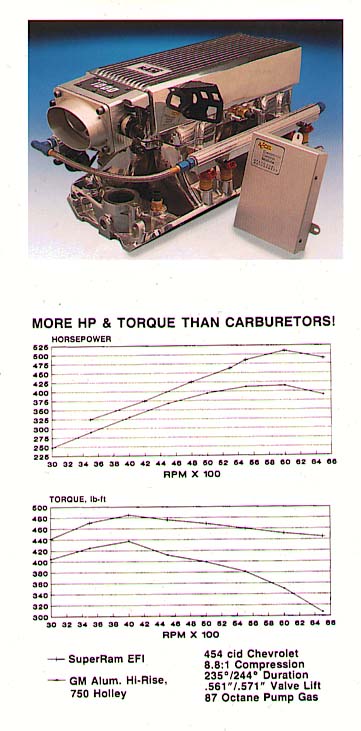 ACCEL
MORE HP & TORQUE THAN CARBURETORS!
HORSEPOWER
525
500
475
450
425
400
375
350
325
300
275
250
225
30 32 34 36 38 40 42 44 46 48 50 52 54 56 58 60 62 64 66
RPM X 100
TORQUE, lb-ft
500
480
460
440
420
400
380
360
340
320
300
30 32 34 36 38 40 42 44 46 48 50 52 54 56 58 60 62 64 66
RPM X 100
SuperRam EFI
GM Alum. Hi-Rise,
750 Holley
454 cid Chevrolet
8.8:1 Compression
235°/244° Duration
.561"/.571" Valve Lift
87 Octane Pump Gas